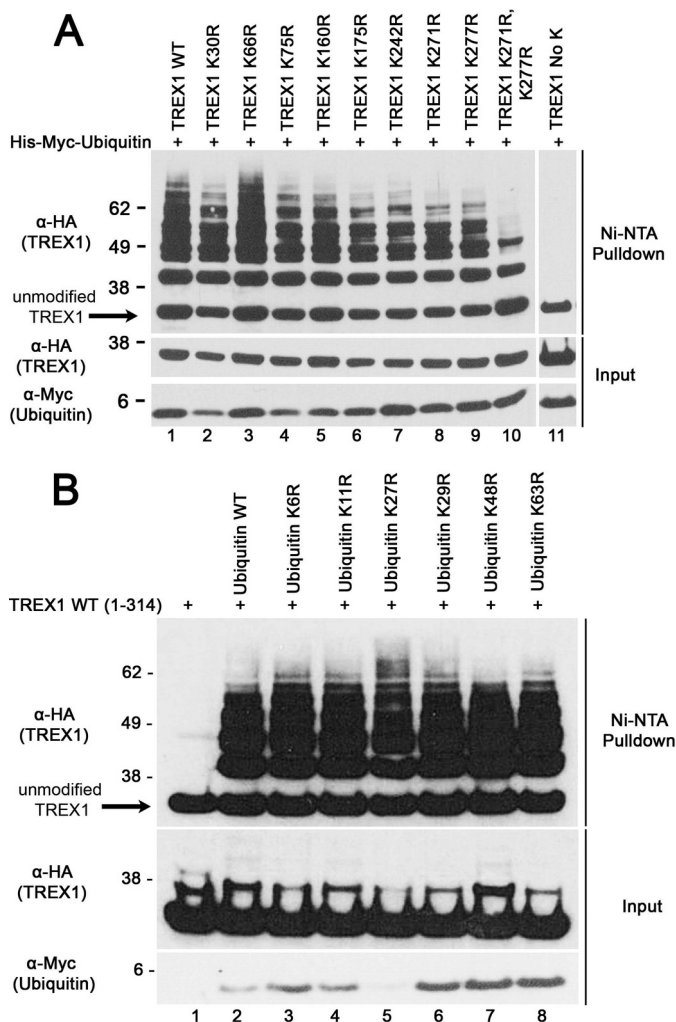 A
TREX1 WT
TREX1 K30R
TREX1 K66R
TREX1 K75R
TREX1 K160R
TREX1 K175R
TREX1 K242R
TREX1 K271R
TREX1 K277R
TREX1 K271R,
K277R
TREX1 No K
His-Myc-Ubiquitin + + + + + + + + + + +
62
α-HA
(TREX1)
49
38
unmodified
TREX1
Ni-NTA
Pulldown
α-HA
(TREX1)
38
α-Myc
(Ubiquitin)
6
Input
1 2 3 4 5 6 7 8 9 10 11
B
Ubiquitin WT
Ubiquitin K6R
Ubiquitin K11R
Ubiquitin K27R
Ubiquitin K29R
Ubiquitin K48R
Ubiquitin K63R
TREX1 WT (1-314) + + + + + + + +
62
α-HA
(TREX1)
49
38
unmodified
TREX1
Ni-NTA
Pulldown
α-HA
(TREX1)
38
Input
α-Myc
(Ubiquitin)
6
1 2 3 4 5 6 7 8